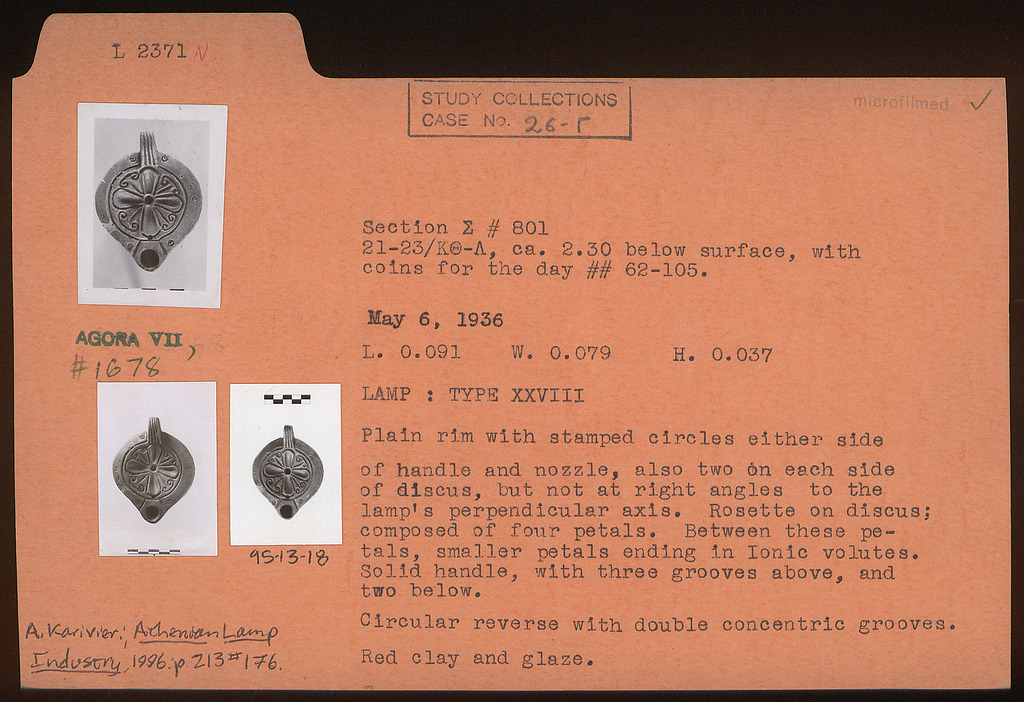 L 2371 N
STUDY COLLECTIONS
CASE No. 26-Γ
microfilmed ✓
Section Σ # 801
21-23/ΚΘ-Λ, ca. 2.30 below surface, with
coins for the day ## 62-105.
May 6, 1936
AGORA VII,
#1678
L. 0.091 W. 0.079 H. 0.037
LAMP : TYPE XXVIII
Plain rim with stamped circles either side
of handle and nozzle, also two on each side
of discus, but not at right angles to the
lamp's perpendicular axis. Rosette on discus;
composed of four petals. Between these pe-
tals, smaller petals ending in Ionic volutes.
Solid handle, with three grooves above, and
two below.
Circular reverse with double concentric grooves.
Red clay and glaze.
95-13-18
A. Karivieri, Athenian Lamp
Industry, 1996. p. 213 #176.